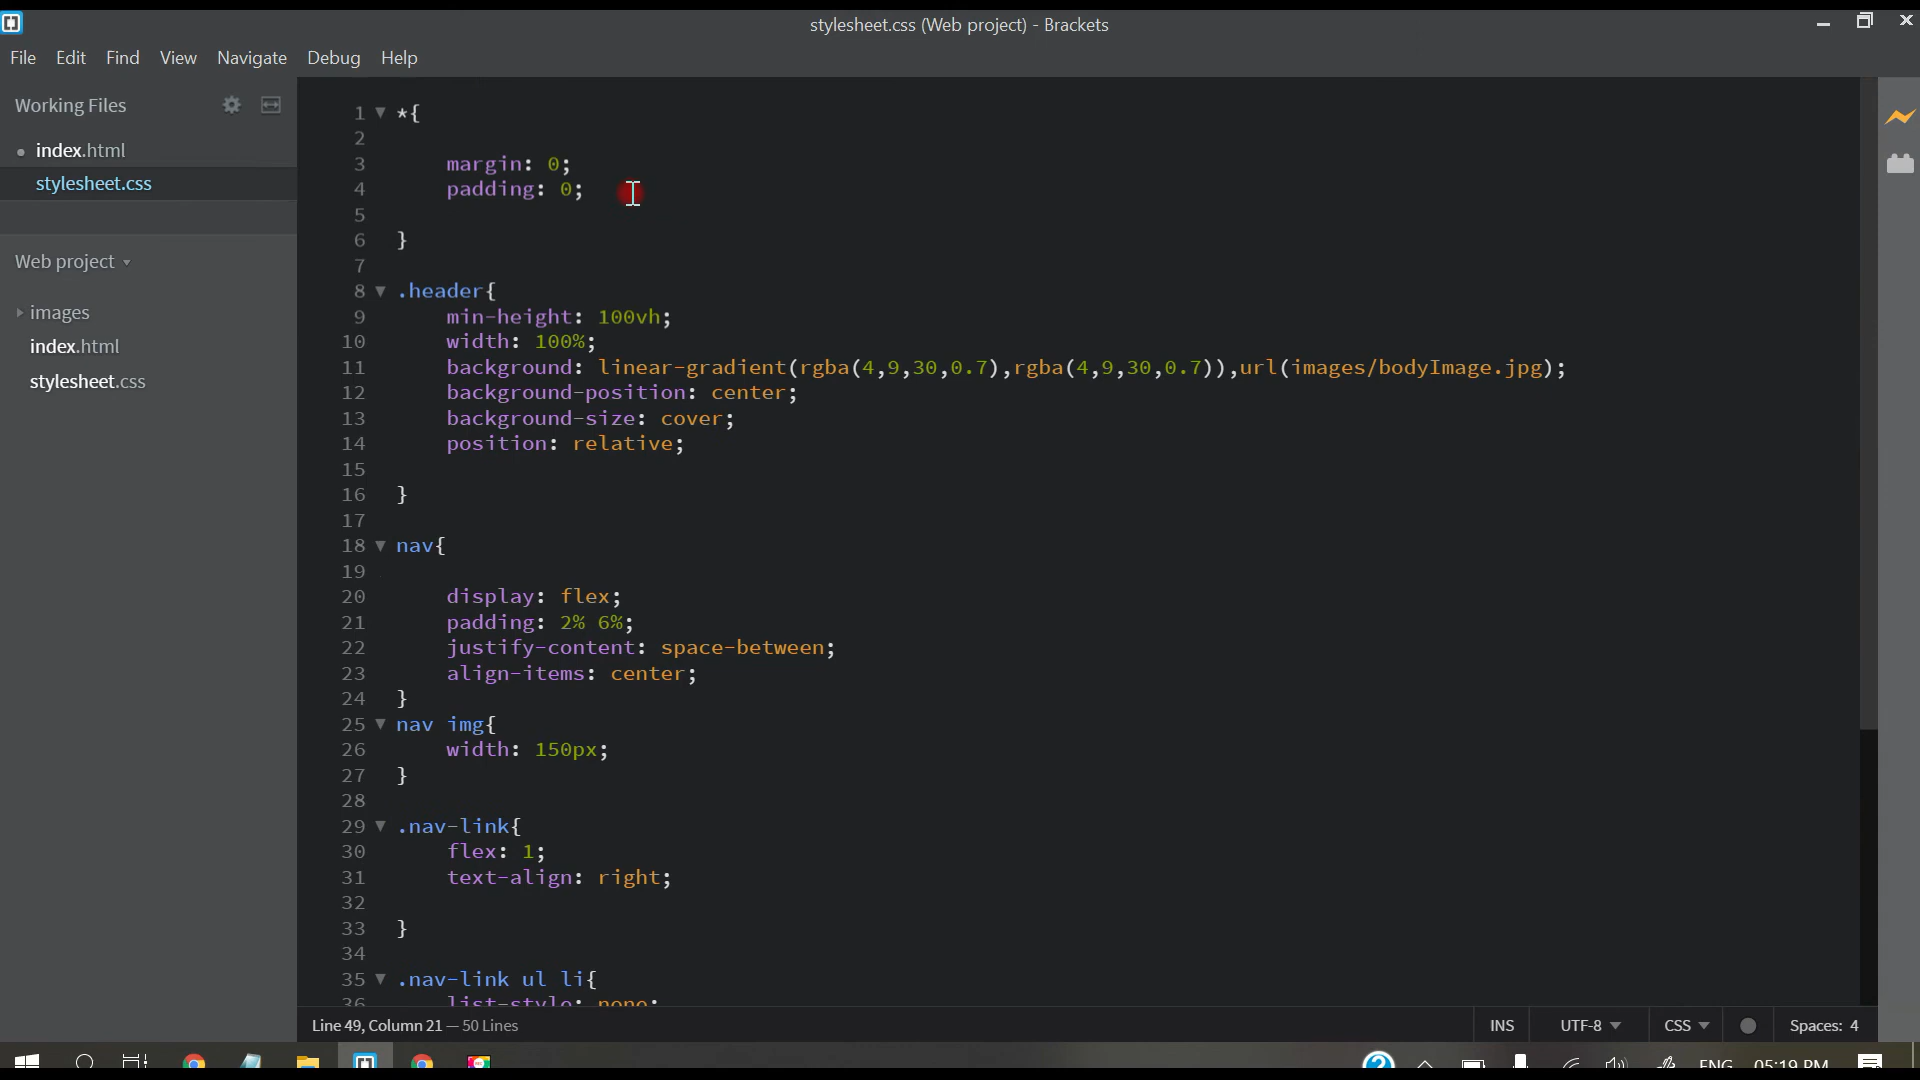 stylesheet.css (Web project) - Brackets
File Edit Find View Navigate Debug Help
Working Files
index.html
stylesheet.css
Web project
images
index.html
stylesheet.css
1 *{
2
3 margin: 0;
4 padding: 0;
5
6 }
7
8 .header{
9 min-height: 100vh;
10 width: 100%;
11 background: linear-gradient(rgba(4,9,30,0.7),rgba(4,9,30,0.7)),url(images/bodyImage.jpg);
12 background-position: center;
13 background-size: cover;
14 position: relative;
15
16 }
17
18 nav{
19
20 display: flex;
21 padding: 2% 6%;
22 justify-content: space-between;
23 align-items: center;
24 }
25 nav img{
26 width: 150px;
27 }
28
29 .nav-link{
30 flex: 1;
31 text-align: right;
32
33 }
34
35 .nav-link ul li{
36 list-style: none;
Line 49, Column 21 — 50 Lines
INS UTF-8 CSS Spaces: 4
ENG 05:19 PM